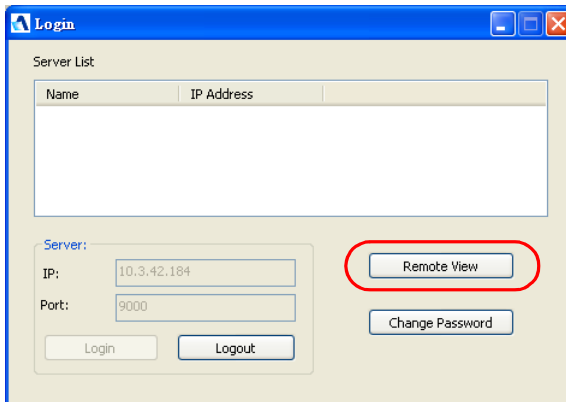 Login
Server List
Name IP Address
Server:
IP: 10.3.42.184
Port: 9000
Login Logout
Remote View
Change Password